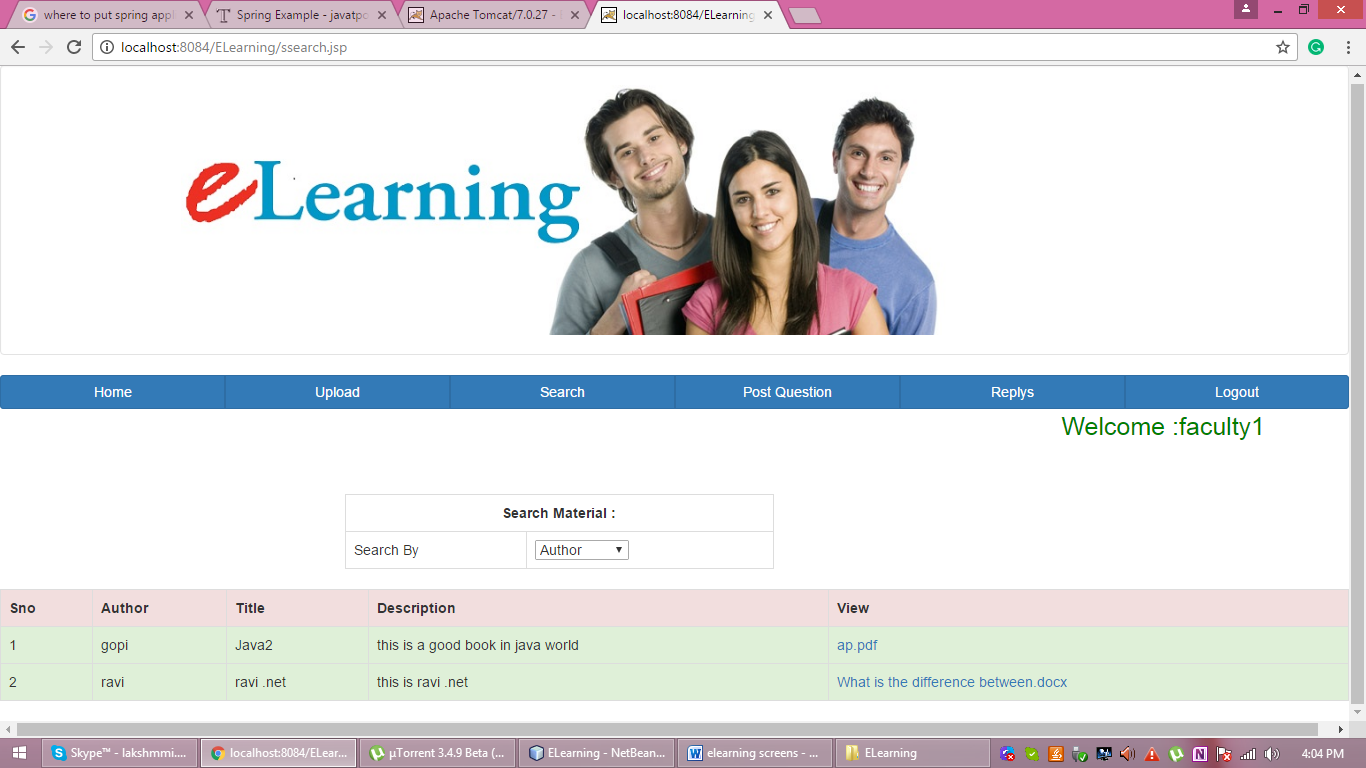 where to put spring appl
Spring Example - javatpo
Apache Tomcat/7.0.27 -
localhost:8084/ELearning
localhost:8084/ELearning/ssearch.jsp
eLearning
Home Upload Search Post Question Replys Logout
Welcome :faculty1
Search Material :
Search By Author
Sno Author Title Description View
1 gopi Java2 this is a good book in java world ap.pdf
2 ravi ravi .net this is ravi .net What is the difference between.docx
Skype™ - lakshmmi.... localhost:8084/ELear... µTorrent 3.4.9 Beta (... ELearning - NetBean... elearning screens - ... ELearning 4:04 PM